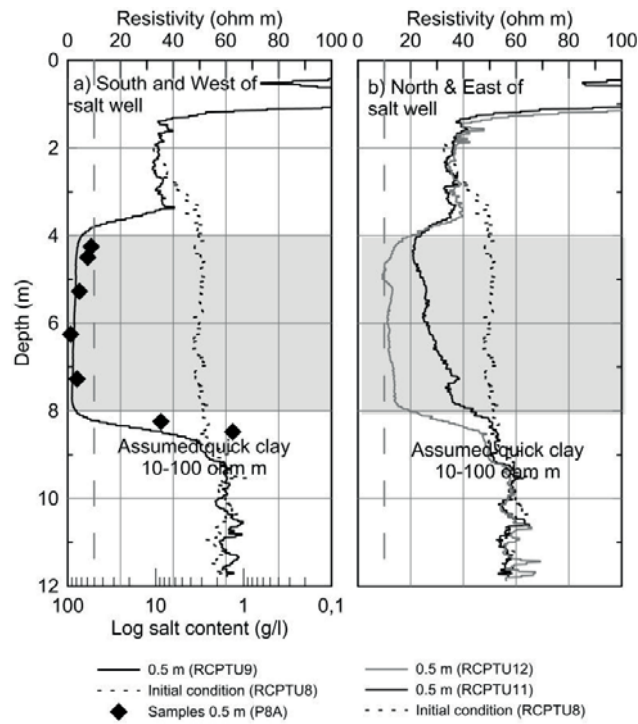 Resistivity (ohm m)
0 20 40 60 80 100
a) South and West of
salt well
Depth (m)
0
2
4
6
8
10
12
Assumed quick clay
10-100 ohm m
100 10 1 0,1
Log salt content (g/l)
Resistivity (ohm m)
0 20 40 60 80 100
b) North & East of
salt well
Assumed quick clay
10-100 ohm m
0.5 m (RCPTU9)
Initial condition (RCPTU8)
Samples 0.5 m (P8A)
0.5 m (RCPTU12)
0.5 m (RCPTU11)
Initial condition (RCPTU8)